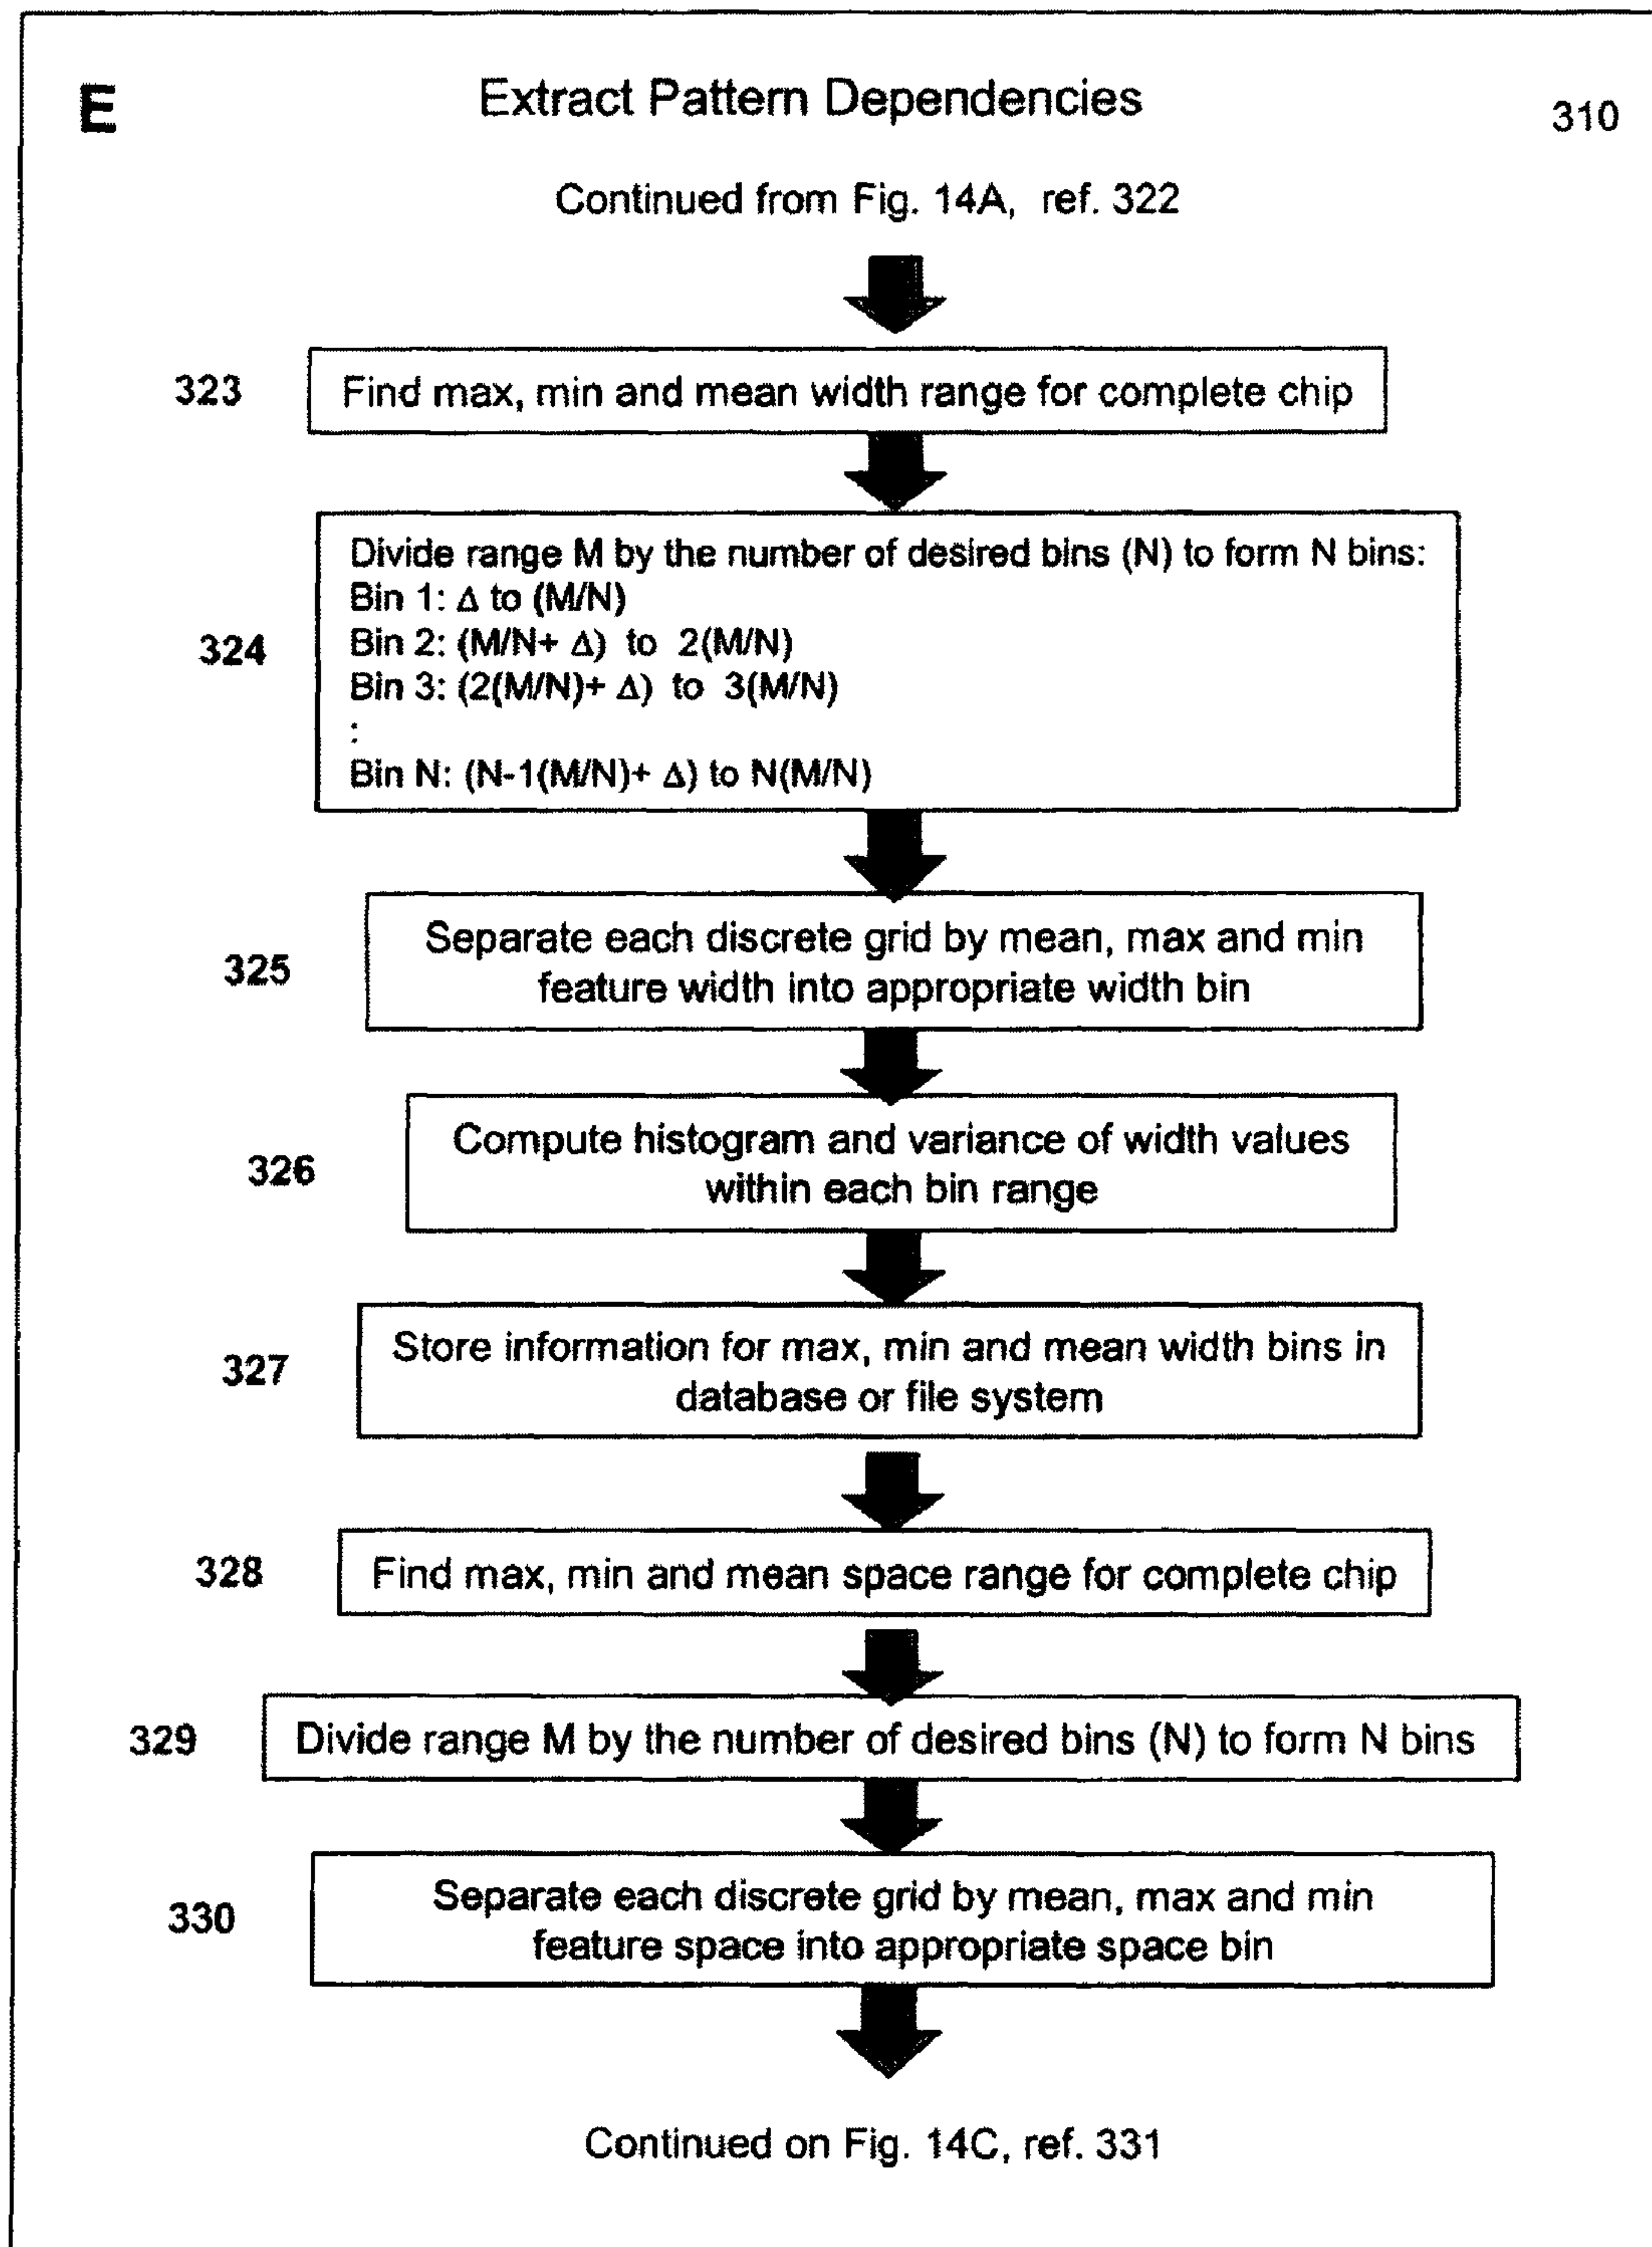 E
Extract Pattern Dependencies
310
Continued from Fig. 14A, ref. 322
323
Find max, min and mean width range for complete chip
324
Divide range M by the number of desired bins (N) to form N bins:
Bin 1: Δ to (M/N)
Bin 2: (M/N+ Δ) to 2(M/N)
Bin 3: (2(M/N)+ Δ) to 3(M/N)
:
Bin N: (N-1(M/N)+ Δ) to N(M/N)
325
Separate each discrete grid by mean, max and min
feature width into appropriate width bin
326
Compute histogram and variance of width values
within each bin range
327
Store information for max, min and mean width bins in
database or file system
328
Find max, min and mean space range for complete chip
329
Divide range M by the number of desired bins (N) to form N bins
330
Separate each discrete grid by mean, max and min
feature space into appropriate space bin
Continued on Fig. 14C, ref. 331